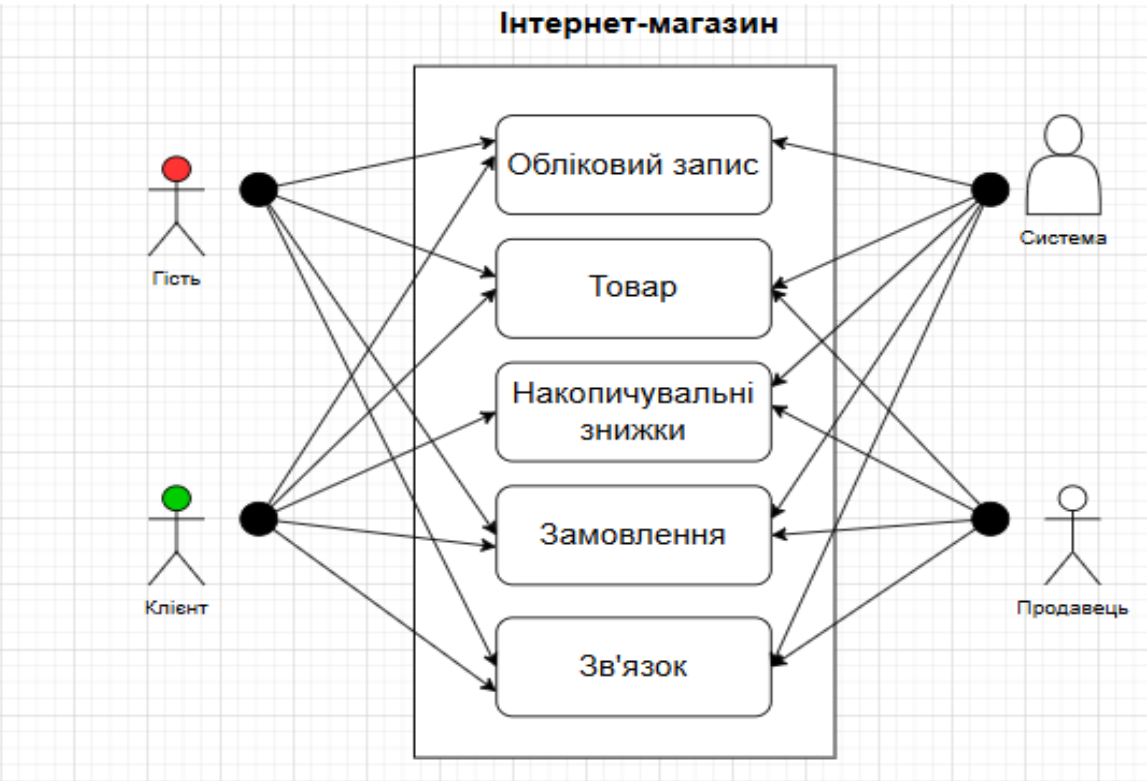 Інтернет-магазин
Обліковий запис
Система
Гість
Товар
Накопичувальні
знижки
Замовлення
Клієнт
Продавець
Зв'язок